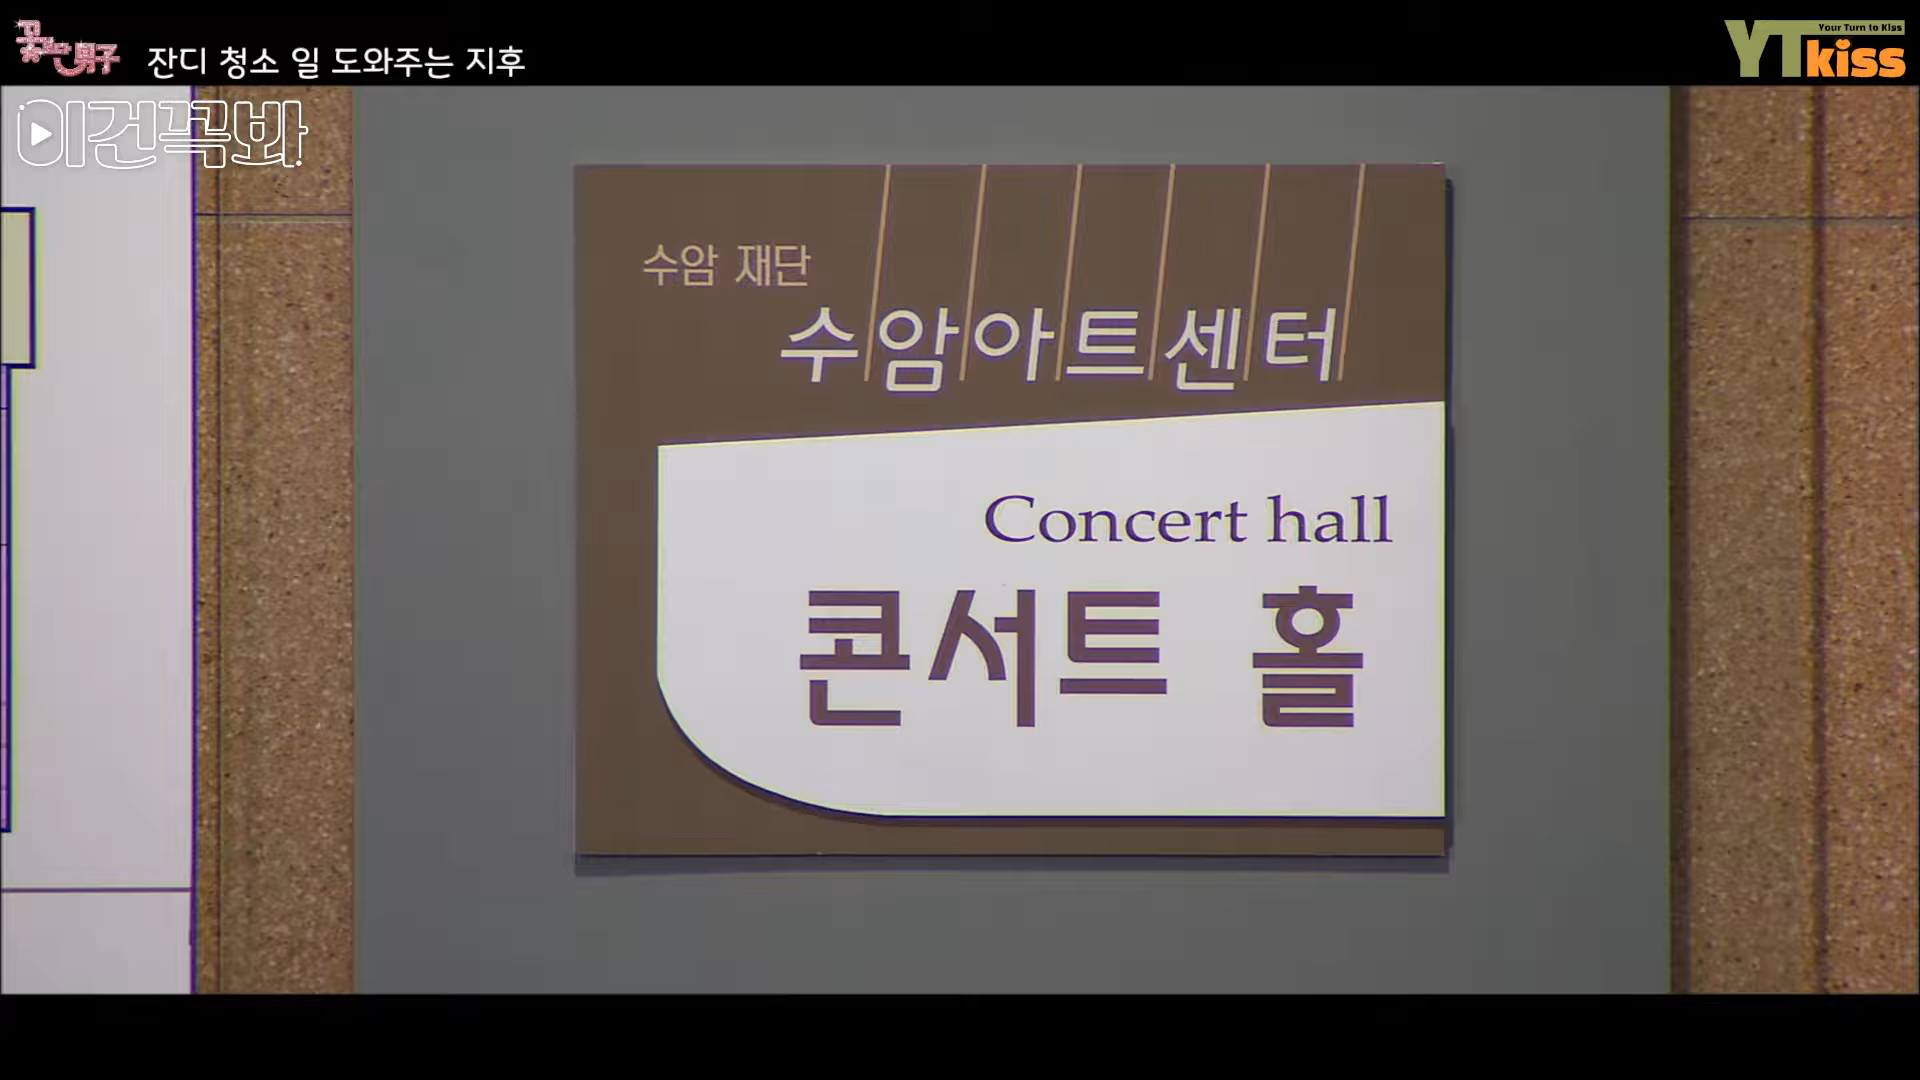 꽃보다 男子
잔디 청소 일 도와주는 지후
Your Turn to Kiss
YTkiss
이건꼭봐!
수암 재단
수암아트센터
Concert hall
콘서트 홀